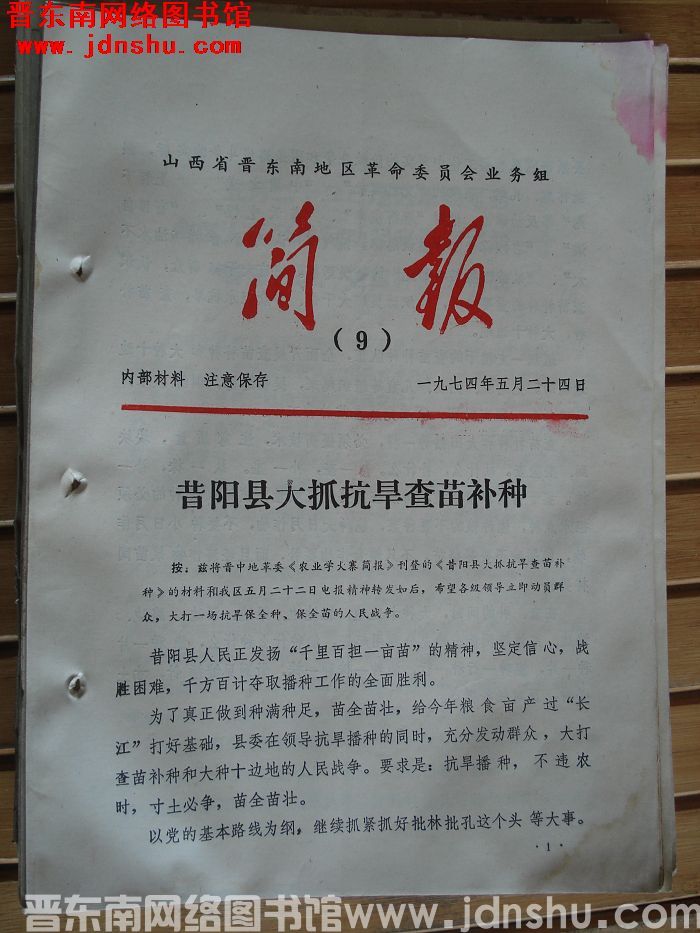 晋东南网络图书馆
www.jdnshu.com
山西省晋东南地区革命委员会业务组
简报
（9）
内部材料　注意保存　一九七四年五月二十四日
昔阳县大抓抗旱查苗补种
按：兹将晋中地革委《农业学大寨简报》刊登的《昔阳县大抓抗旱查苗补
种》的材料和我区五月二十二日电报精神转发如后，希望各级领导立即动员群
众，大打一场抗旱保全种、保全苗的人民战争。
昔阳县人民正发扬“千里百担一亩苗”的精神，坚定信心，战
胜困难，千方百计夺取播种工作的全面胜利。
为了真正做到种满种足，苗全苗壮，给今年粮食亩产过“长
江”打好基础，县委在领导抗旱播种的同时，充分发动群众，大打
查苗补种和大种十边地的人民战争。要求是：抗旱播种，不违农
时，寸土必争，苗全苗壮。
以党的基本路线为纲，继续抓紧抓好批林批孔这个头等大事。
·1·
晋东南网络图书馆www.jdnshu.com